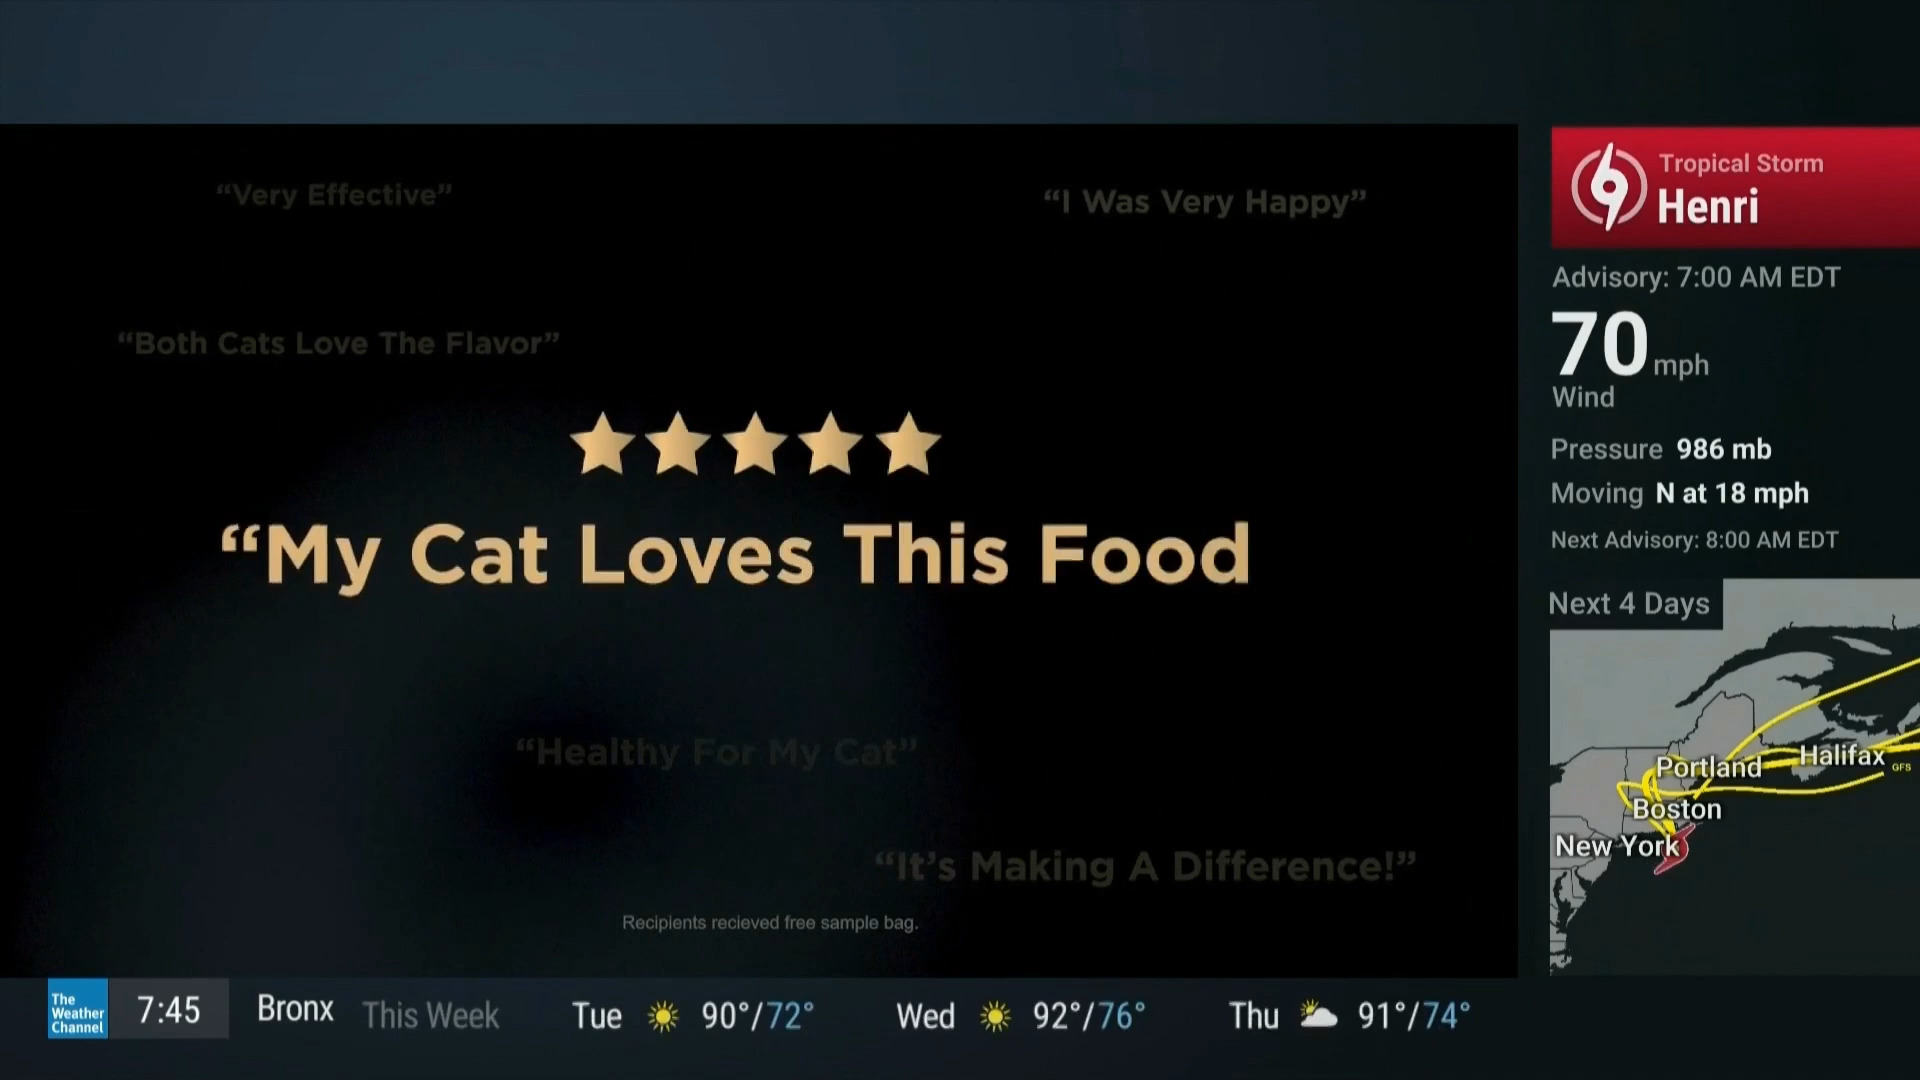 “Very Effective”
“I Was Very Happy”
“Both Cats Love The Flavor”
“My Cat Loves This Food
“Healthy For My Cat”
“It’s Making A Difference!”
Recipients recieved free sample bag.
Tropical Storm
Henri
Advisory: 7:00 AM EDT
70 mph
Wind
Pressure 986 mb
Moving N at 18 mph
Next Advisory: 8:00 AM EDT
Next 4 Days
Halifax
GFS
Portland
Boston
New York
The
Weather
Channel
7:45 Bronx This Week Tue 90°/72° Wed 92°/76° Thu 91°/74°